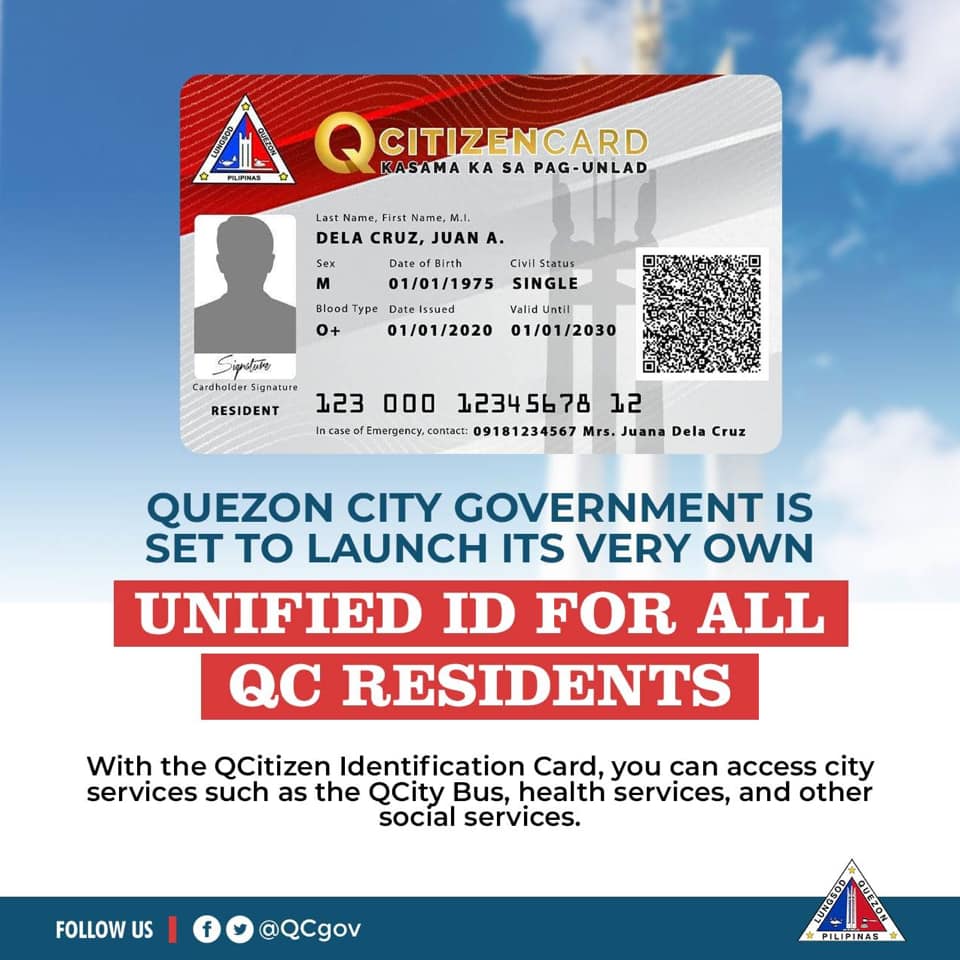 LUNGSOD QUEZON
PILIPINAS
QCITIZENCARD
KASAMA KA SA PAG-UNLAD
Last Name, First Name, M.I.
DELA CRUZ, JUAN A.
Sex Date of Birth Civil Status
M 01/01/1975 SINGLE
Blood Type Date Issued Valid Until
O+ 01/01/2020 01/01/2030
Signature
Cardholder Signature
RESIDENT
123 000 12345678 12
In case of Emergency, contact: 09181234567 Mrs. Juana Dela Cruz
QUEZON CITY GOVERNMENT IS
SET TO LAUNCH ITS VERY OWN
UNIFIED ID FOR ALL
QC RESIDENTS
With the QCitizen Identification Card, you can access city
services such as the QCity Bus, health services, and other
social services.
FOLLOW US @QCgov
LUNGSOD QUEZON
PILIPINAS